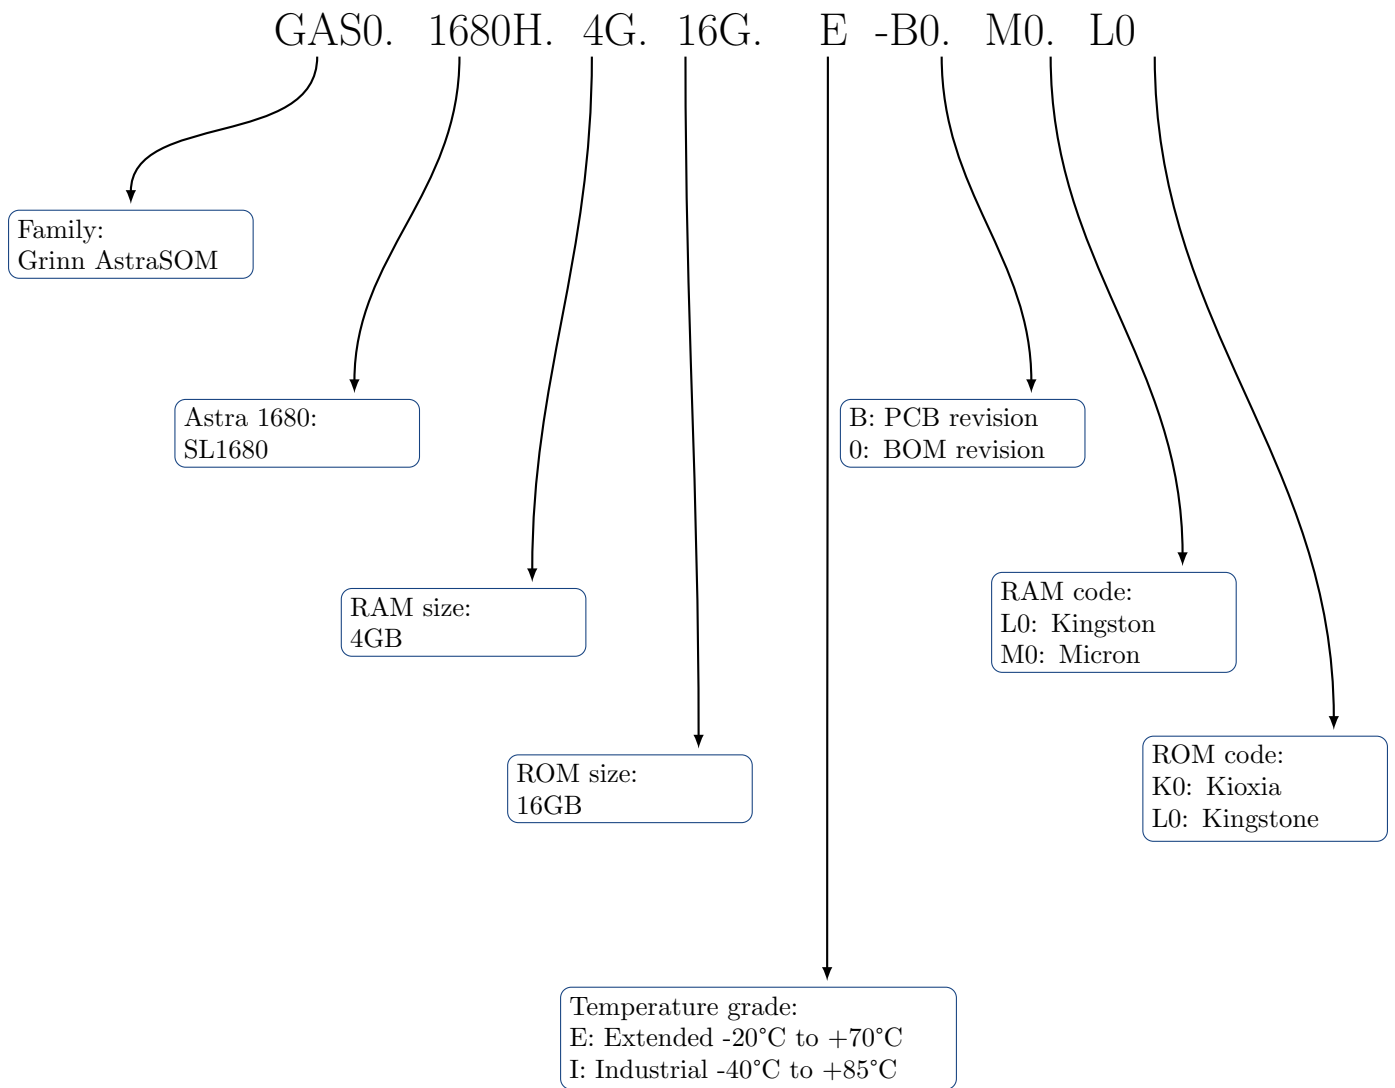 GAS0. 1680H. 4G. 16G. E -B0. M0. L0
Family:
Grinn AstraSOM
Astra 1680:
SL1680
B: PCB revision
0: BOM revision
RAM size:
4GB
RAM code:
L0: Kingston
M0: Micron
ROM size:
16GB
ROM code:
K0: Kioxia
L0: Kingstone
Temperature grade:
E: Extended -20°C to +70°C
I: Industrial -40°C to +85°C